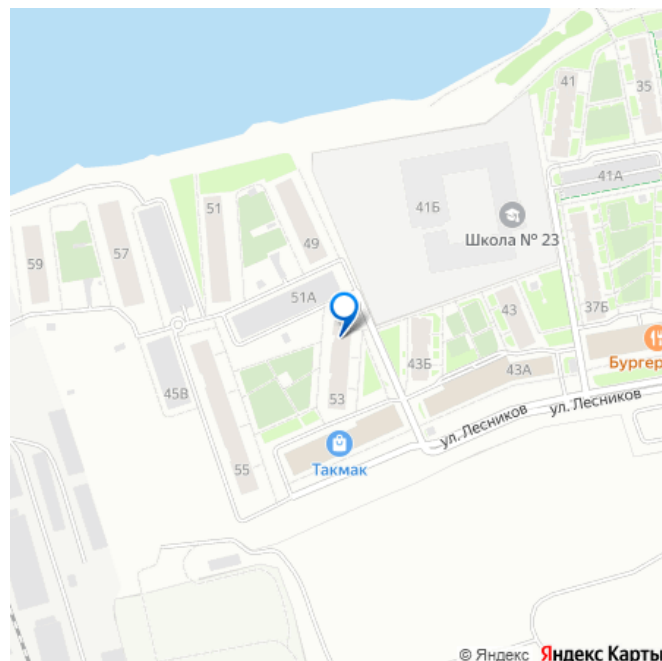 41
35
41А
51
41Б
Школа № 23
49
59
57
51А
43
37Б
43Б
Бургер
45В
53
43А
ул. Лесников
ул. Лесников
Такмак
55
© Яндекс Яндекс Карты